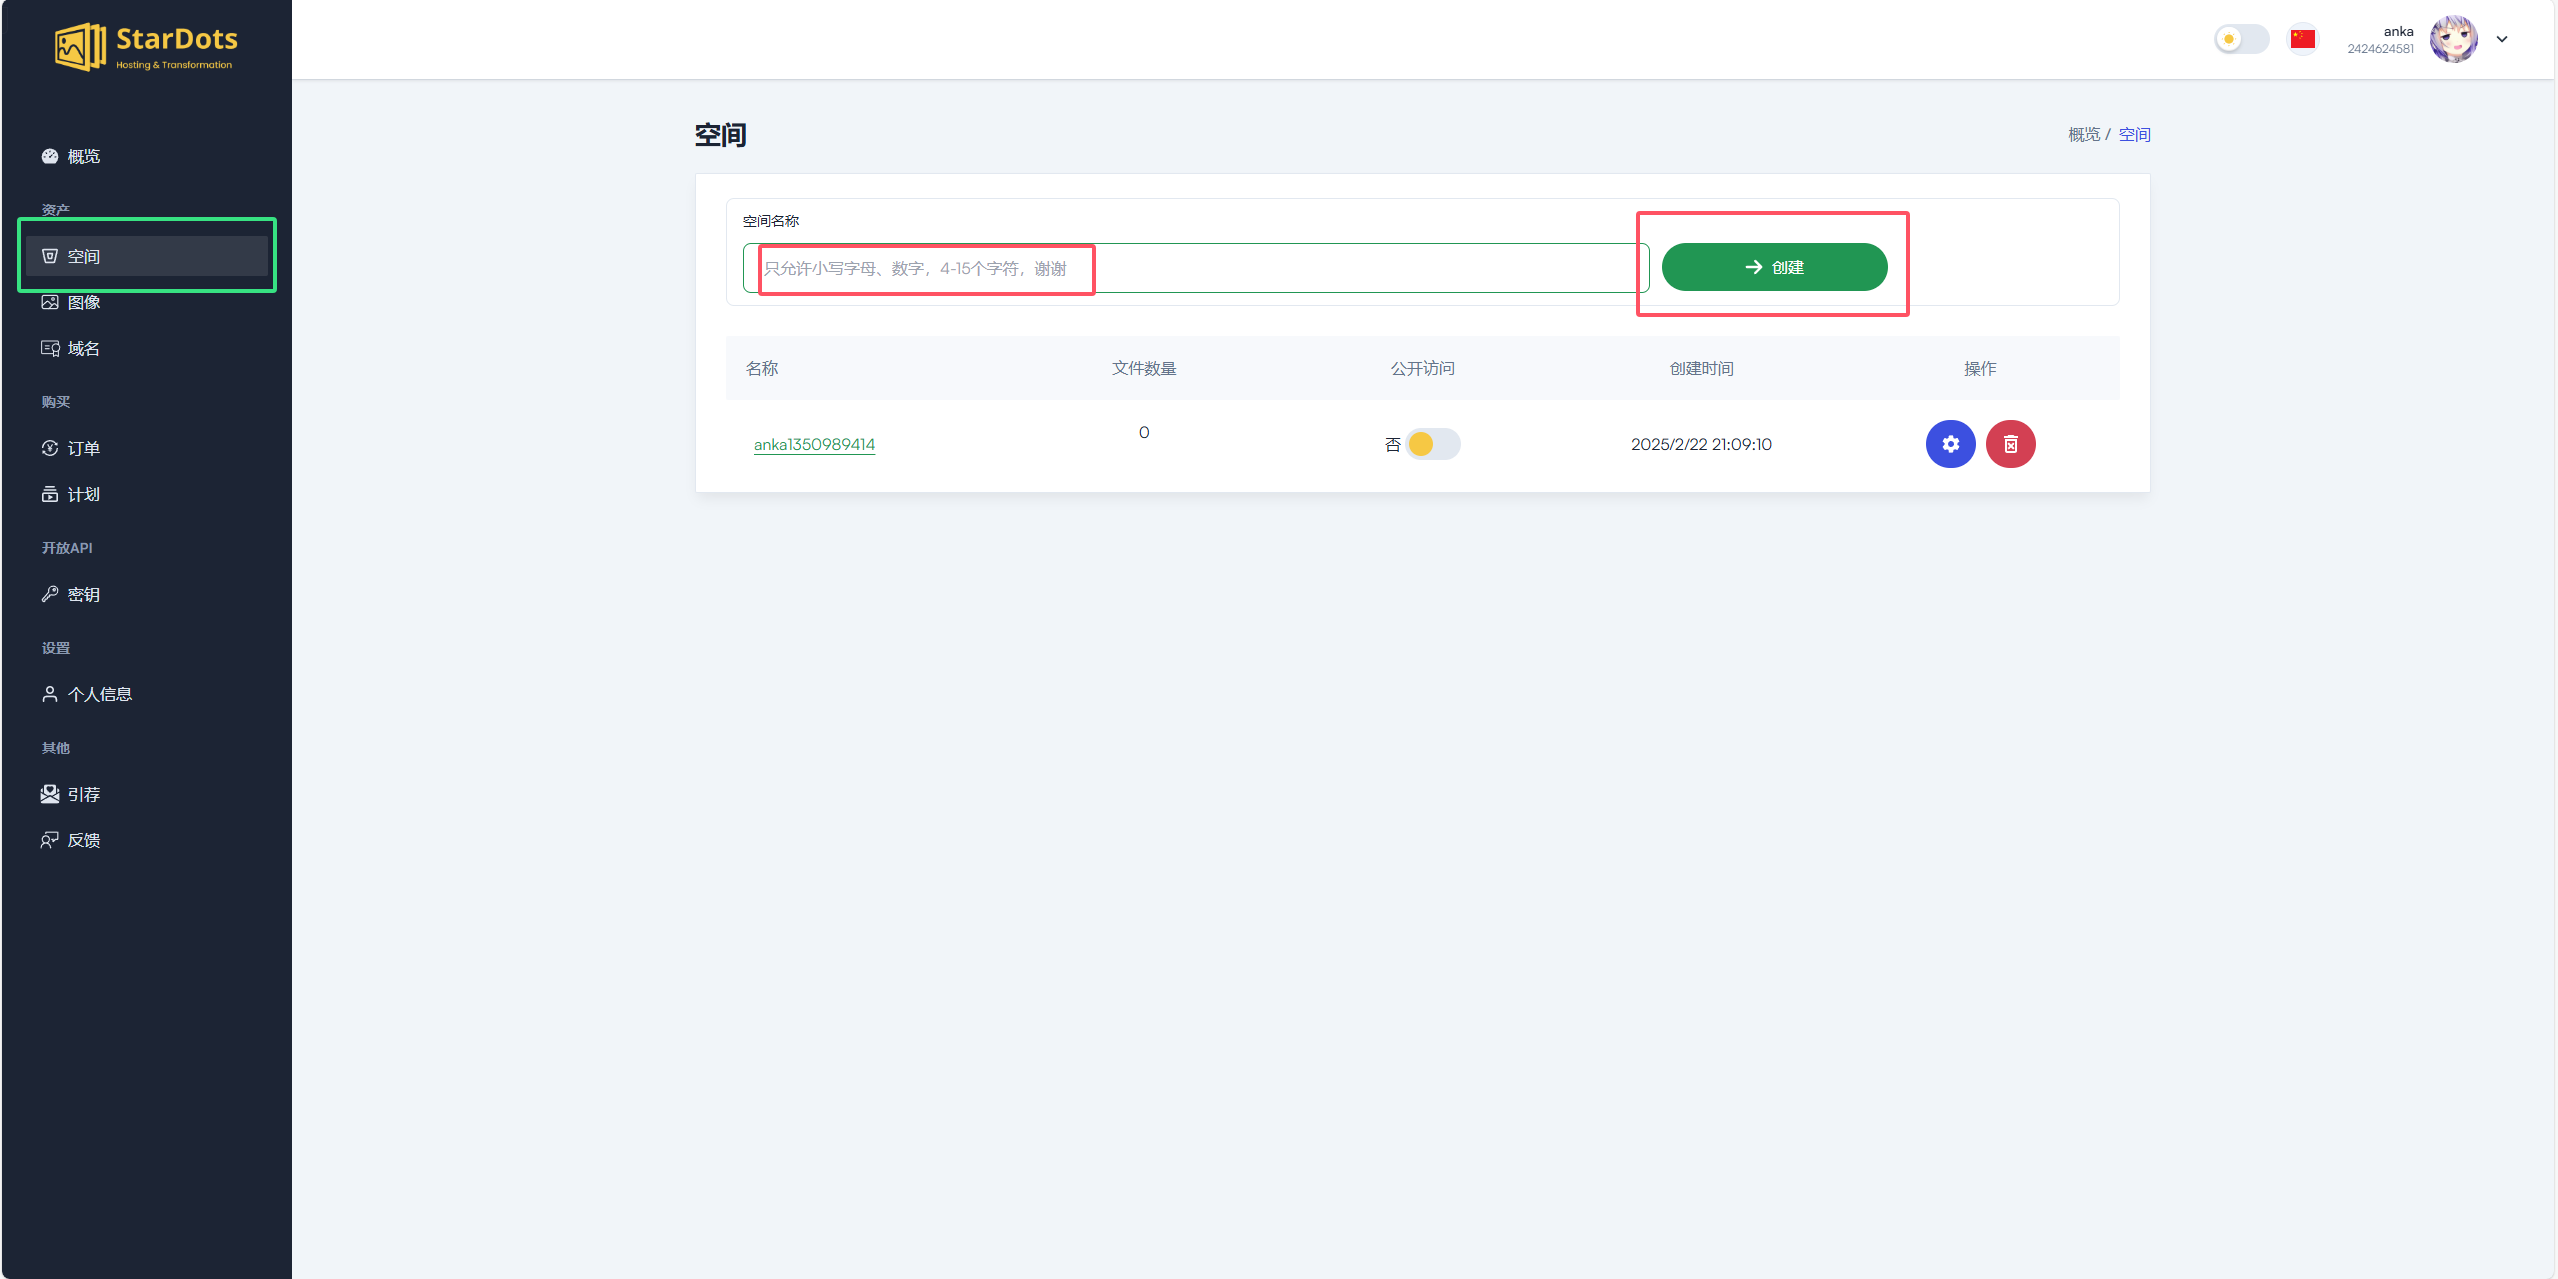 StarDots
Hosting & Transformation
anka
2424624581
概览
资产
空间
图像
域名
购买
订单
计划
开放API
密钥
设置
个人信息
其他
引荐
反馈
空间
概览 / 空间
空间名称
只允许小写字母、数字，4-15个字符，谢谢
创建
名称 文件数量 公开访问 创建时间 操作
anka1350989414 0 否 2025/2/22 21:09:10